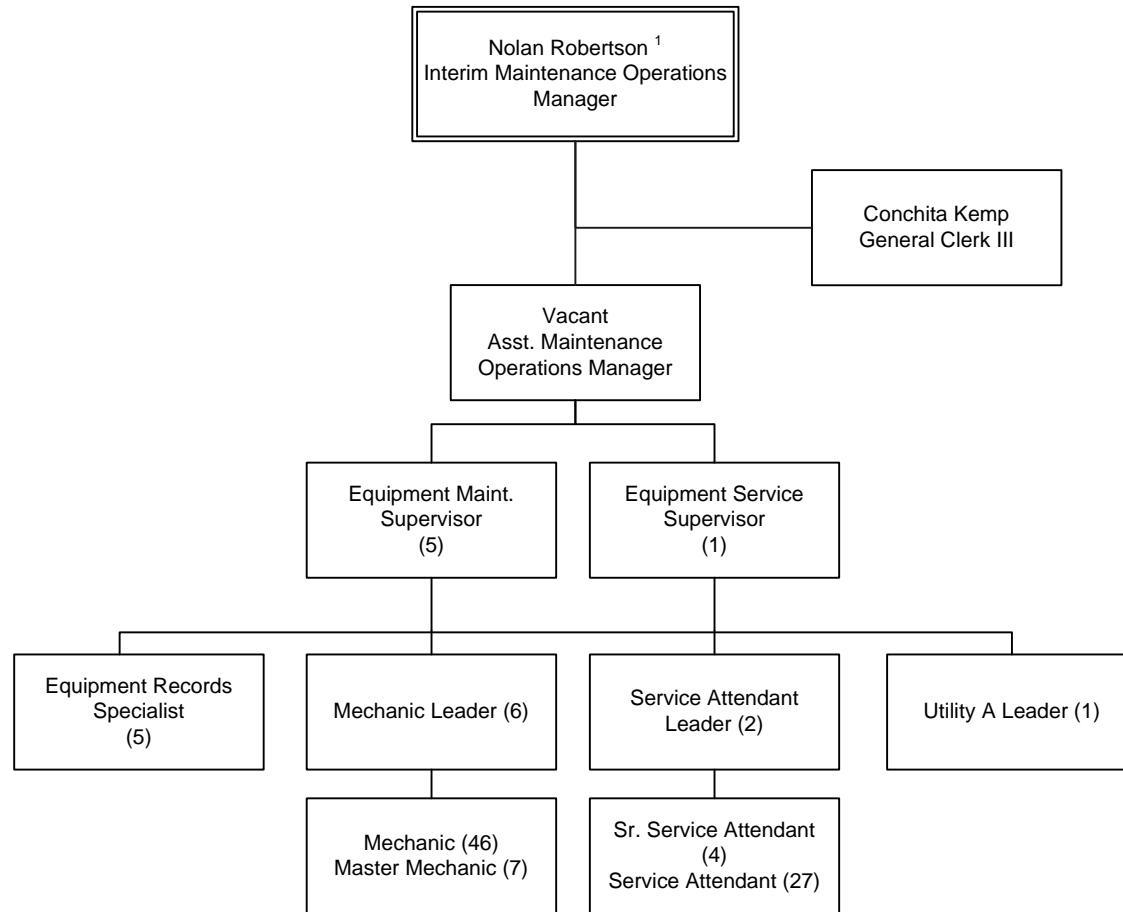 Nolan Robertson 1
Interim Maintenance Operations
Manager
Conchita Kemp
General Clerk III
Vacant
Asst. Maintenance
Operations Manager
Equipment Maint.
Supervisor
(5)
Equipment Service
Supervisor
(1)
Equipment Records
Specialist
(5)
Mechanic Leader (6)
Service Attendant
Leader (2)
Utility A Leader (1)
Mechanic (46)
Master Mechanic (7)
Sr. Service Attendant
(4)
Service Attendant (27)